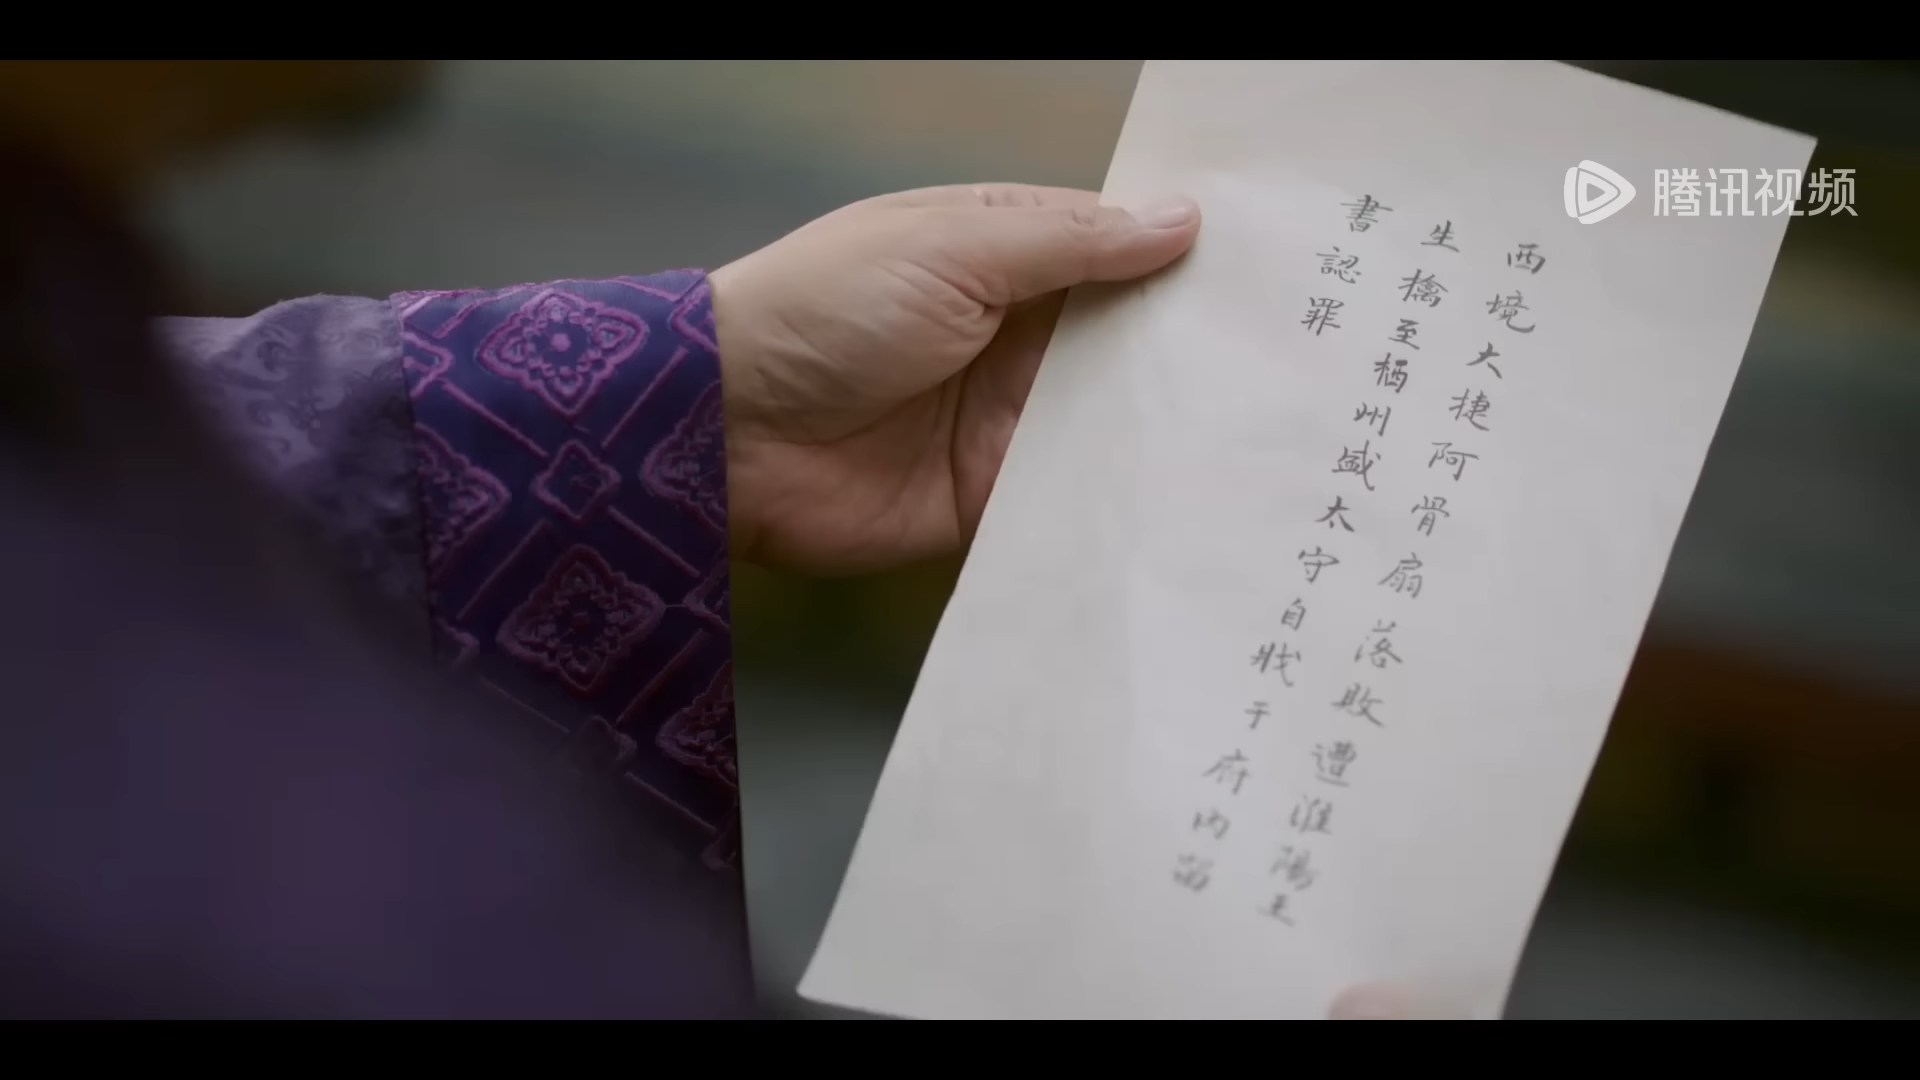 西境大捷阿骨扇落敗遭淮陽王
生擒至栖州盛太守自戕于府內留
書認罪
腾讯视频